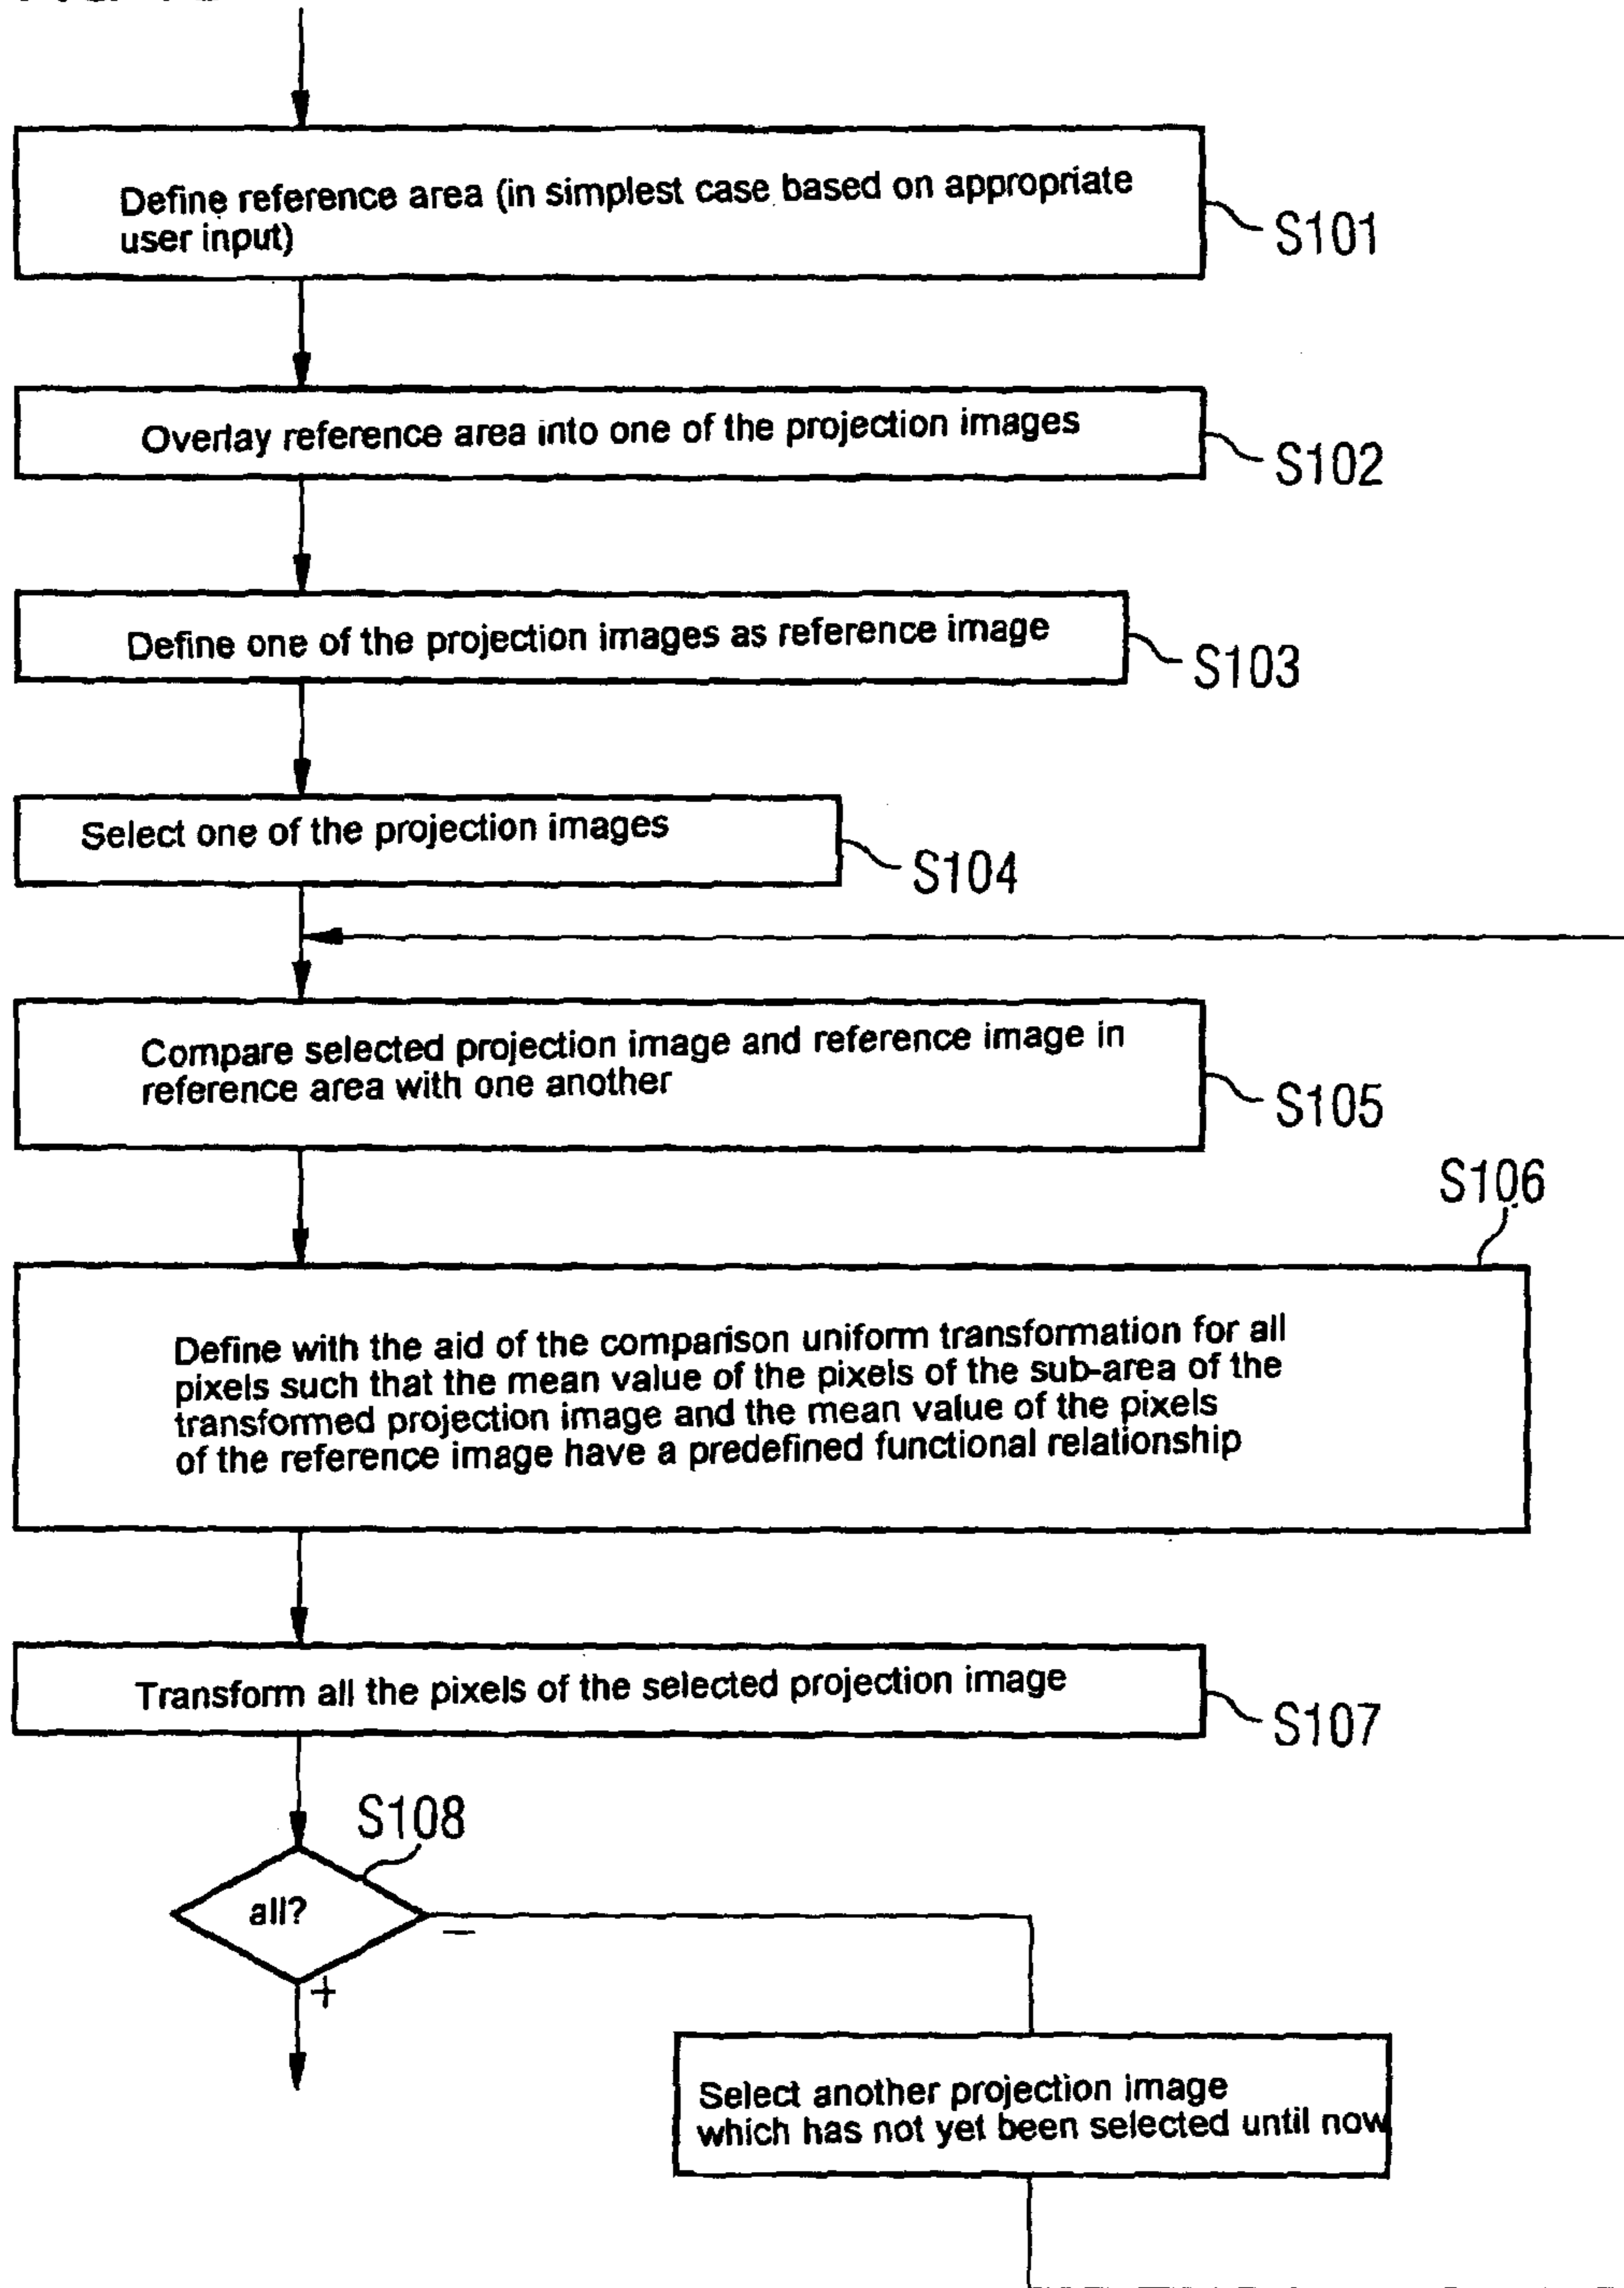 Define reference area (in simplest case based on appropriate
user input)
S101
Overlay reference area into one of the projection images
S102
Define one of the projection images as reference image
S103
Select one of the projection images
S104
Compare selected projection image and reference image in
reference area with one another
S105
S106
Define with the aid of the comparison uniform transformation for all
pixels such that the mean value of the pixels of the sub-area of the
transformed projection image and the mean value of the pixels
of the reference image have a predefined functional relationship
Transform all the pixels of the selected projection image
S107
S108
all?
–
+
Select another projection image
which has not yet been selected until now